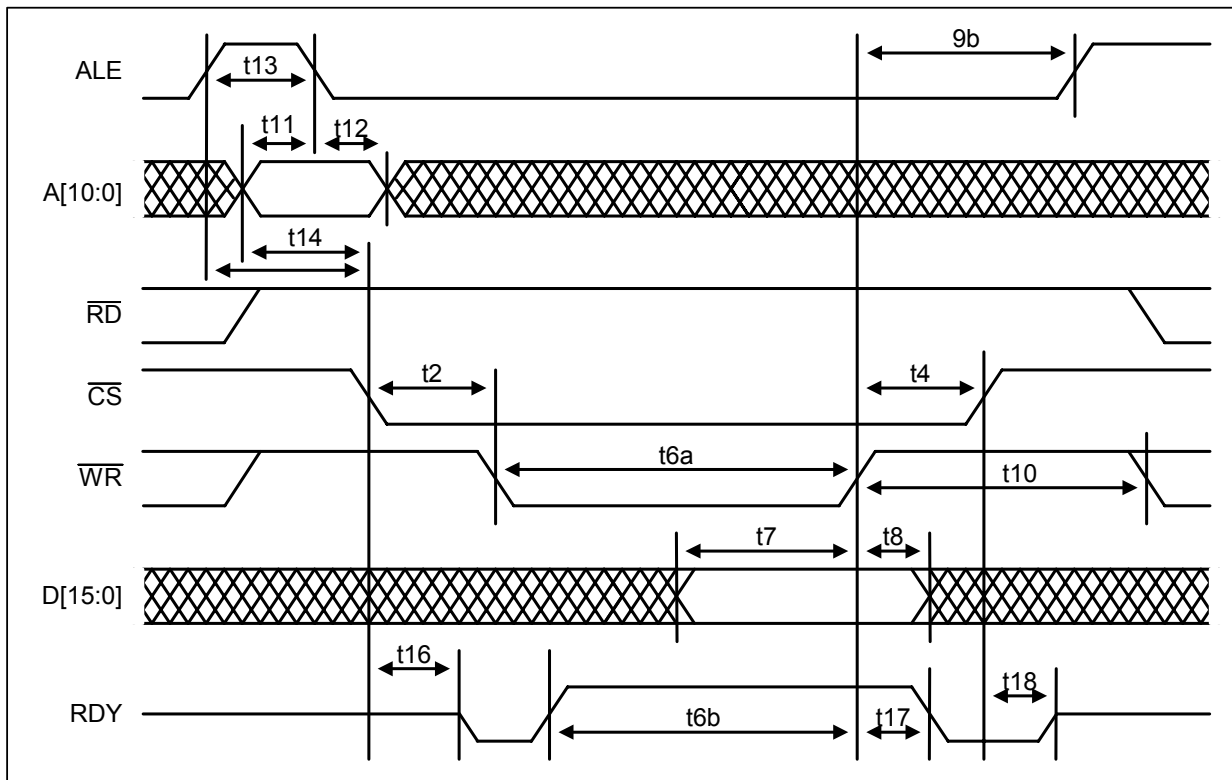 9b
ALE
t13
t11
t12
A[10:0]
t14
RD
CS
t2
t4
WR
t6a
t10
t7
t8
D[15:0]
t16
t18
RDY
t6b
t17